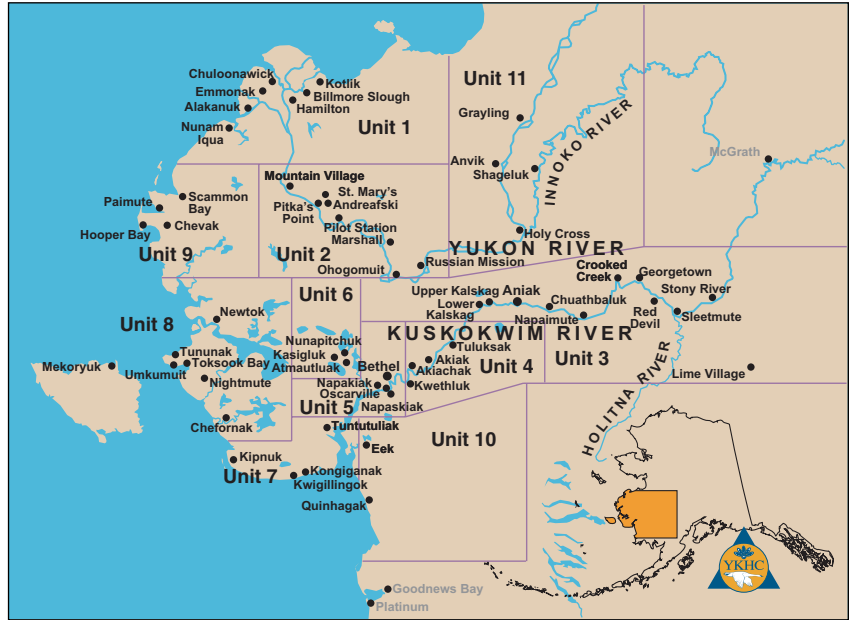 Chuloonawick
Kotlik
Emmonak
Billmore Slough
Alakanuk
Hamilton
Nunam
Iqua
Unit 1
Unit 11
Grayling
INNOKO RIVER
McGrath
Anvik
Shageluk
Mountain Village
St. Mary's
Andreafski
Pitka's
Point
Pilot Station
Marshall
Unit 2
Paimute
Scammon
Bay
Hooper Bay
Chevak
Unit 9
Holy Cross
YUKON RIVER
Russian Mission
Ohogomuit
Crooked
Creek
Georgetown
Stony River
Upper Kalskag
Aniak
Lower
Kalskag
Chuathbaluk
Napaimute
Red
Devil
Sleetmute
KUSKOKWIM RIVER
Unit 6
Unit 8
Newtok
Nunapitchuk
Kasigluk
Atmautluak
Tuluksak
Unit 4
Unit 3
Tununak
Toksook Bay
Mekoryuk
Umkumuit
Nightmute
Bethel
Akiak
Akiachak
Kwethluk
Lime Village
HOLITNA RIVER
Napakiak
Oscarville
Napaskiak
Unit 5
Chefornak
Tuntutuliak
Eek
Unit 10
Kipnuk
Unit 7
Kongiganak
Kwigillingok
Quinhagak
Goodnews Bay
Platinum
YKHC